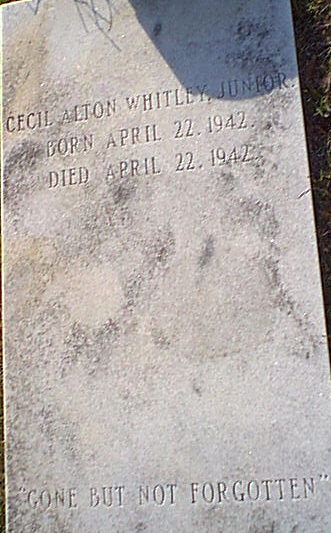 CECIL ALTON WHITLEY, JUNIOR.
BORN APRIL 22, 1942.
DIED APRIL 22, 1942.
"GONE BUT NOT FORGOTTEN"